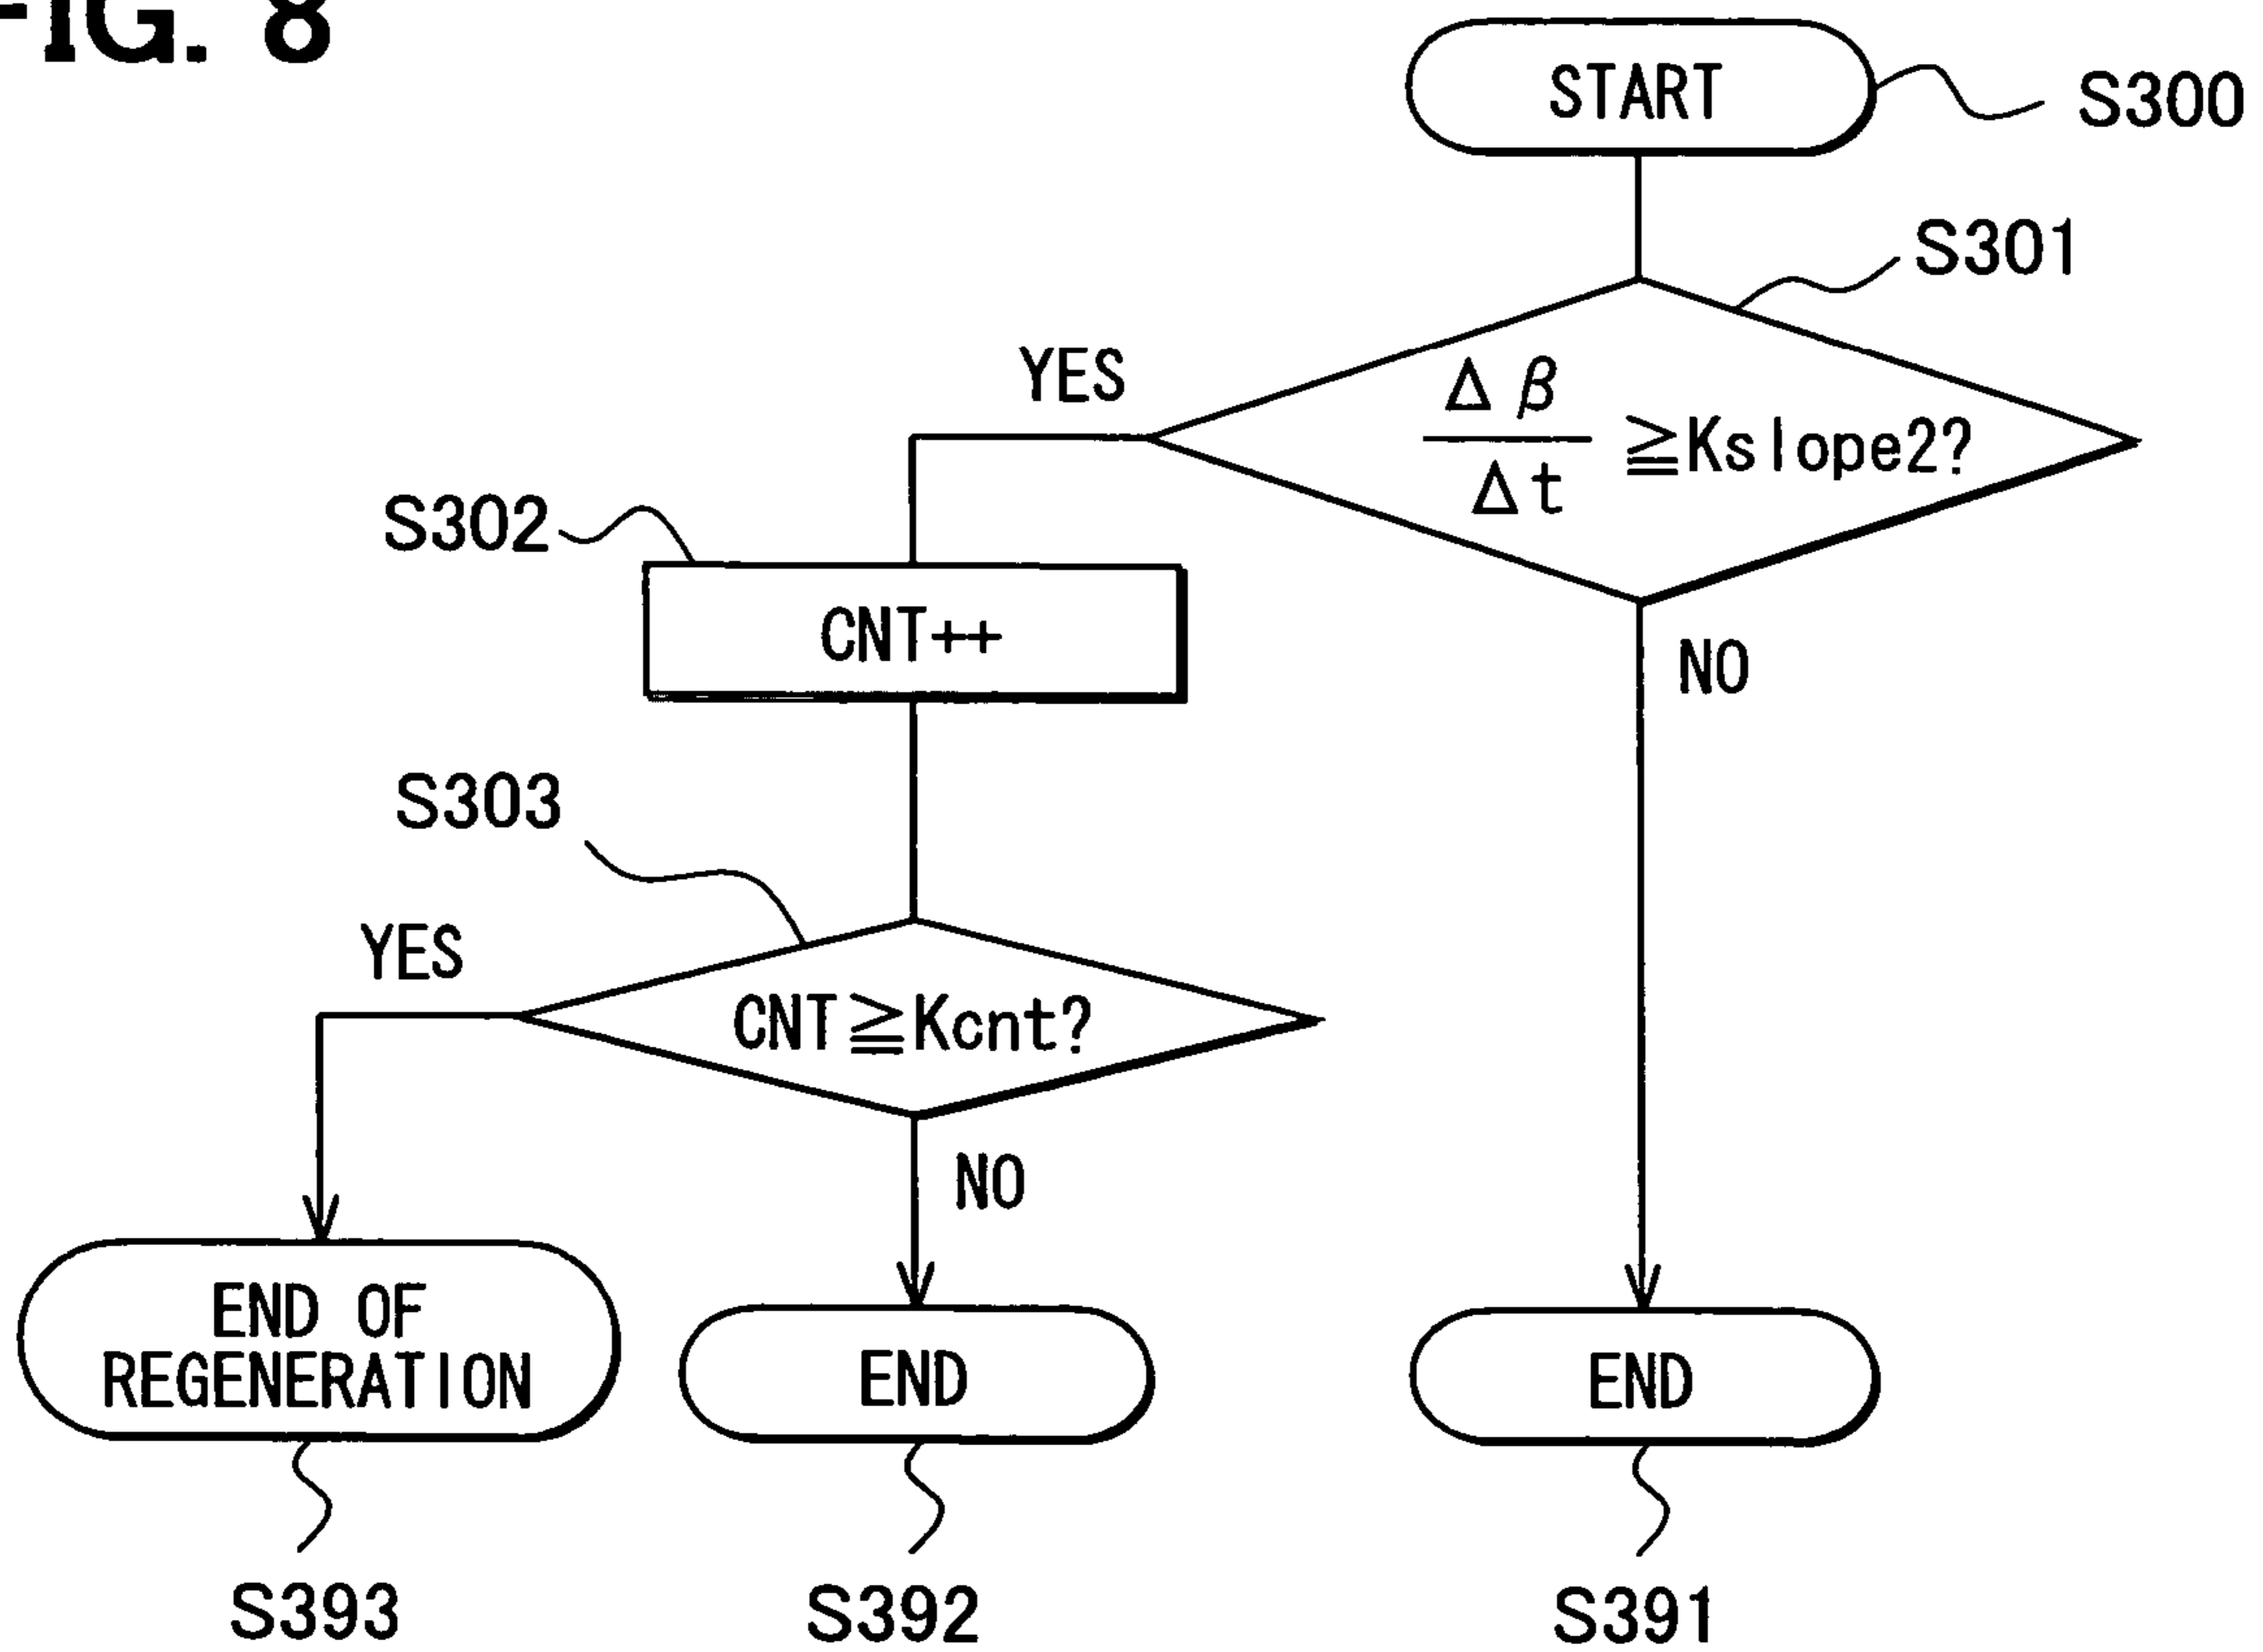 FIG. 8
START
S300
S301
Δβ
Δt
≧Kslope2?
YES
NO
S302
CNT++
S303
CNT≧Kcnt?
YES
NO
END OF
REGENERATION
END
END
S393
S392
S391